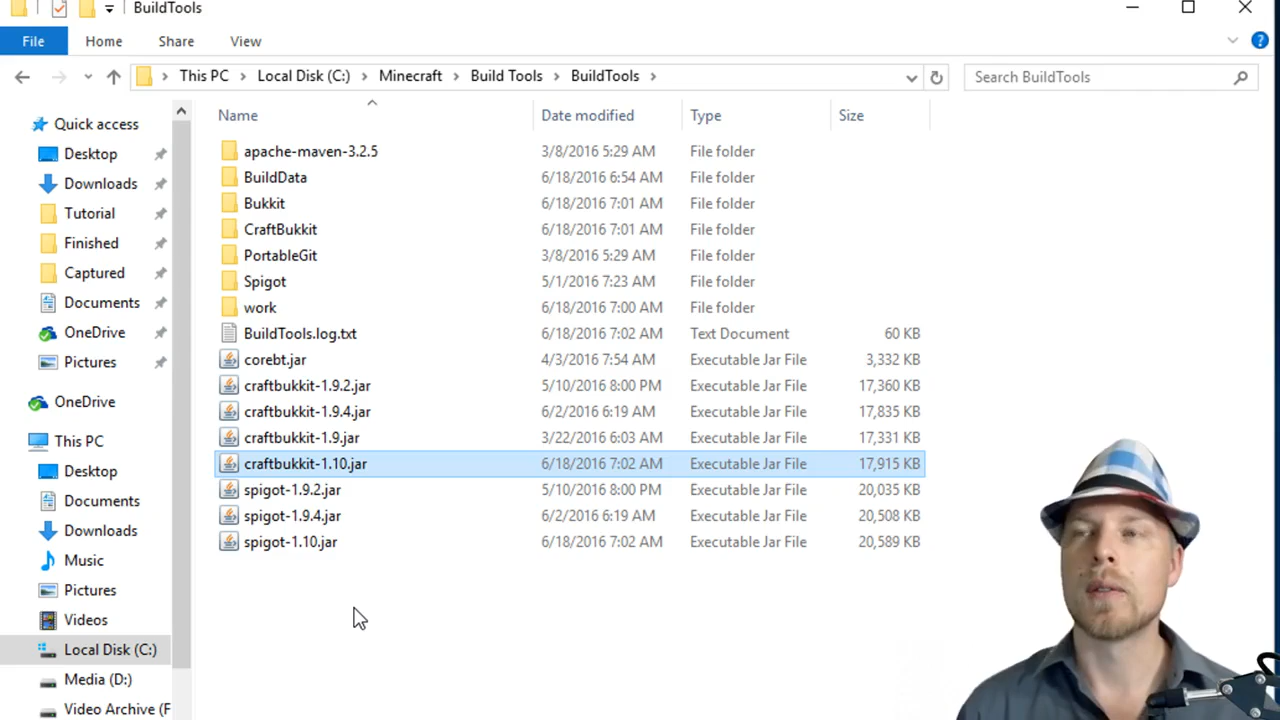 BuildTools
File Home Share View
This PC Local Disk (C:) Minecraft Build Tools BuildTools
Search BuildTools
Name Date modified Type Size
Quick access
Desktop
Downloads
Tutorial
Finished
Captured
Documents
OneDrive
Pictures
OneDrive
This PC
Desktop
Documents
Downloads
Music
Pictures
Videos
Local Disk (C:)
Media (D:)
Video Archive (F
apache-maven-3.2.5 3/8/2016 5:29 AM File folder
BuildData 6/18/2016 6:54 AM File folder
Bukkit 6/18/2016 7:01 AM File folder
CraftBukkit 6/18/2016 7:01 AM File folder
PortableGit 3/8/2016 5:29 AM File folder
Spigot 5/1/2016 7:23 AM File folder
work 6/18/2016 7:00 AM File folder
BuildTools.log.txt 6/18/2016 7:02 AM Text Document 60 KB
corebt.jar 4/3/2016 7:54 AM Executable Jar File 3,332 KB
craftbukkit-1.9.2.jar 5/10/2016 8:00 PM Executable Jar File 17,360 KB
craftbukkit-1.9.4.jar 6/2/2016 6:19 AM Executable Jar File 17,835 KB
craftbukkit-1.9.jar 3/22/2016 6:03 AM Executable Jar File 17,331 KB
craftbukkit-1.10.jar 6/18/2016 7:02 AM Executable Jar File 17,915 KB
spigot-1.9.2.jar 5/10/2016 8:00 PM Executable Jar File 20,035 KB
spigot-1.9.4.jar 6/2/2016 6:19 AM Executable Jar File 20,508 KB
spigot-1.10.jar 6/18/2016 7:02 AM Executable Jar File 20,589 KB